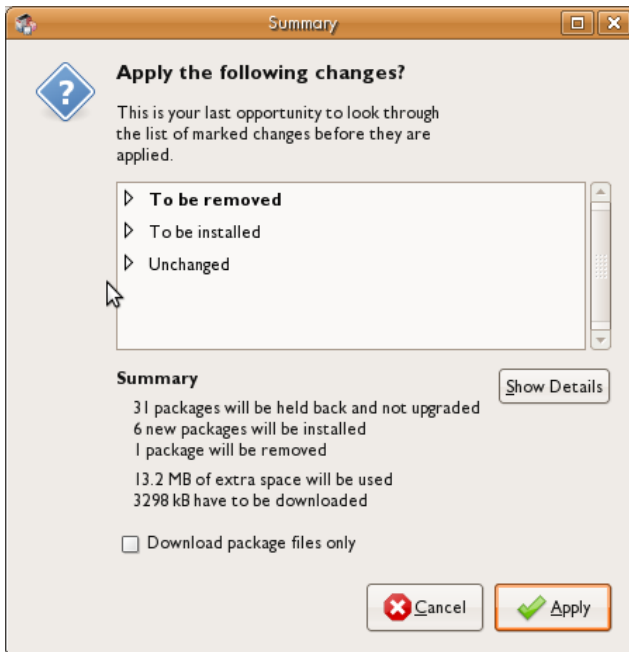 Summary
Apply the following changes?
This is your last opportunity to look through
the list of marked changes before they are
applied.
To be removed
To be installed
Unchanged
Summary
Show Details
31 packages will be held back and not upgraded
6 new packages will be installed
1 package will be removed
13.2 MB of extra space will be used
3298 kB have to be downloaded
Download package files only
Cancel
Apply